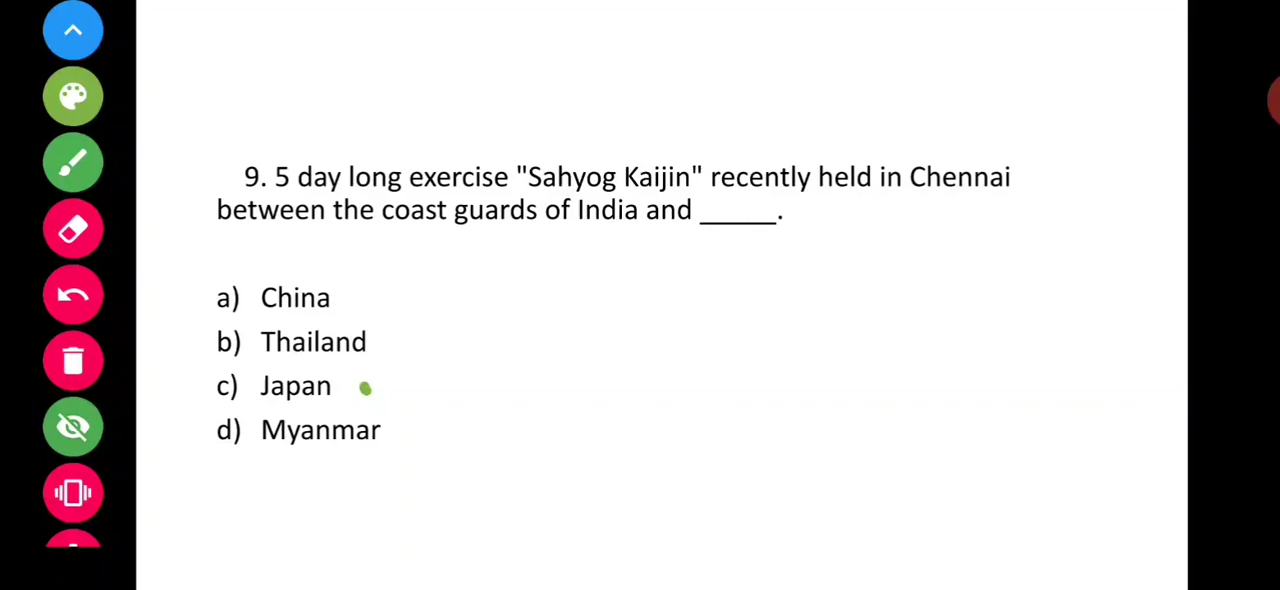 9. 5 day long exercise "Sahyog Kaijin" recently held in Chennai
between the coast guards of India and _____.
a) China
b) Thailand
c) Japan
d) Myanmar